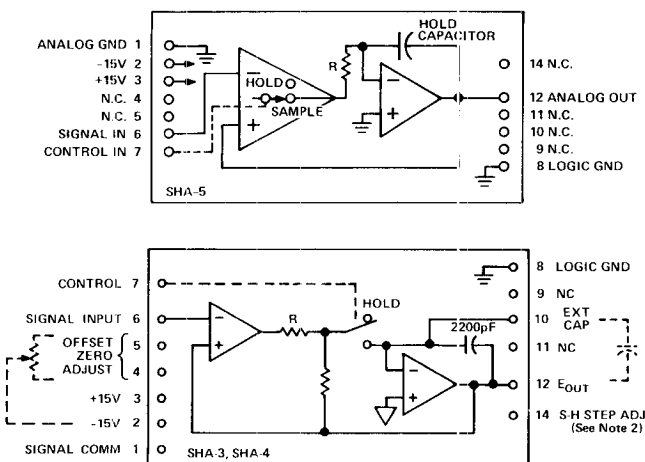 HOLD
CAPACITOR
ANALOG GND 1
-15V 2
+15V 3
N.C. 4
N.C. 5
SIGNAL IN 6
CONTROL IN 7
R
HOLD
SAMPLE
-
+
-
+
14 N.C.
12 ANALOG OUT
11 N.C.
10 N.C.
9 N.C.
8 LOGIC GND
SHA-5
CONTROL 7
SIGNAL INPUT 6
OFFSET 5
ZERO
ADJUST 4
+15V 3
-15V 2
SIGNAL COMM 1
-
+
R
HOLD
2200pF
-
+
8 LOGIC GND
9 NC
EXT
10 CAP
11 NC
12 EOUT
14 S-H STEP ADJ
(See Note 2)
SHA-3, SHA-4